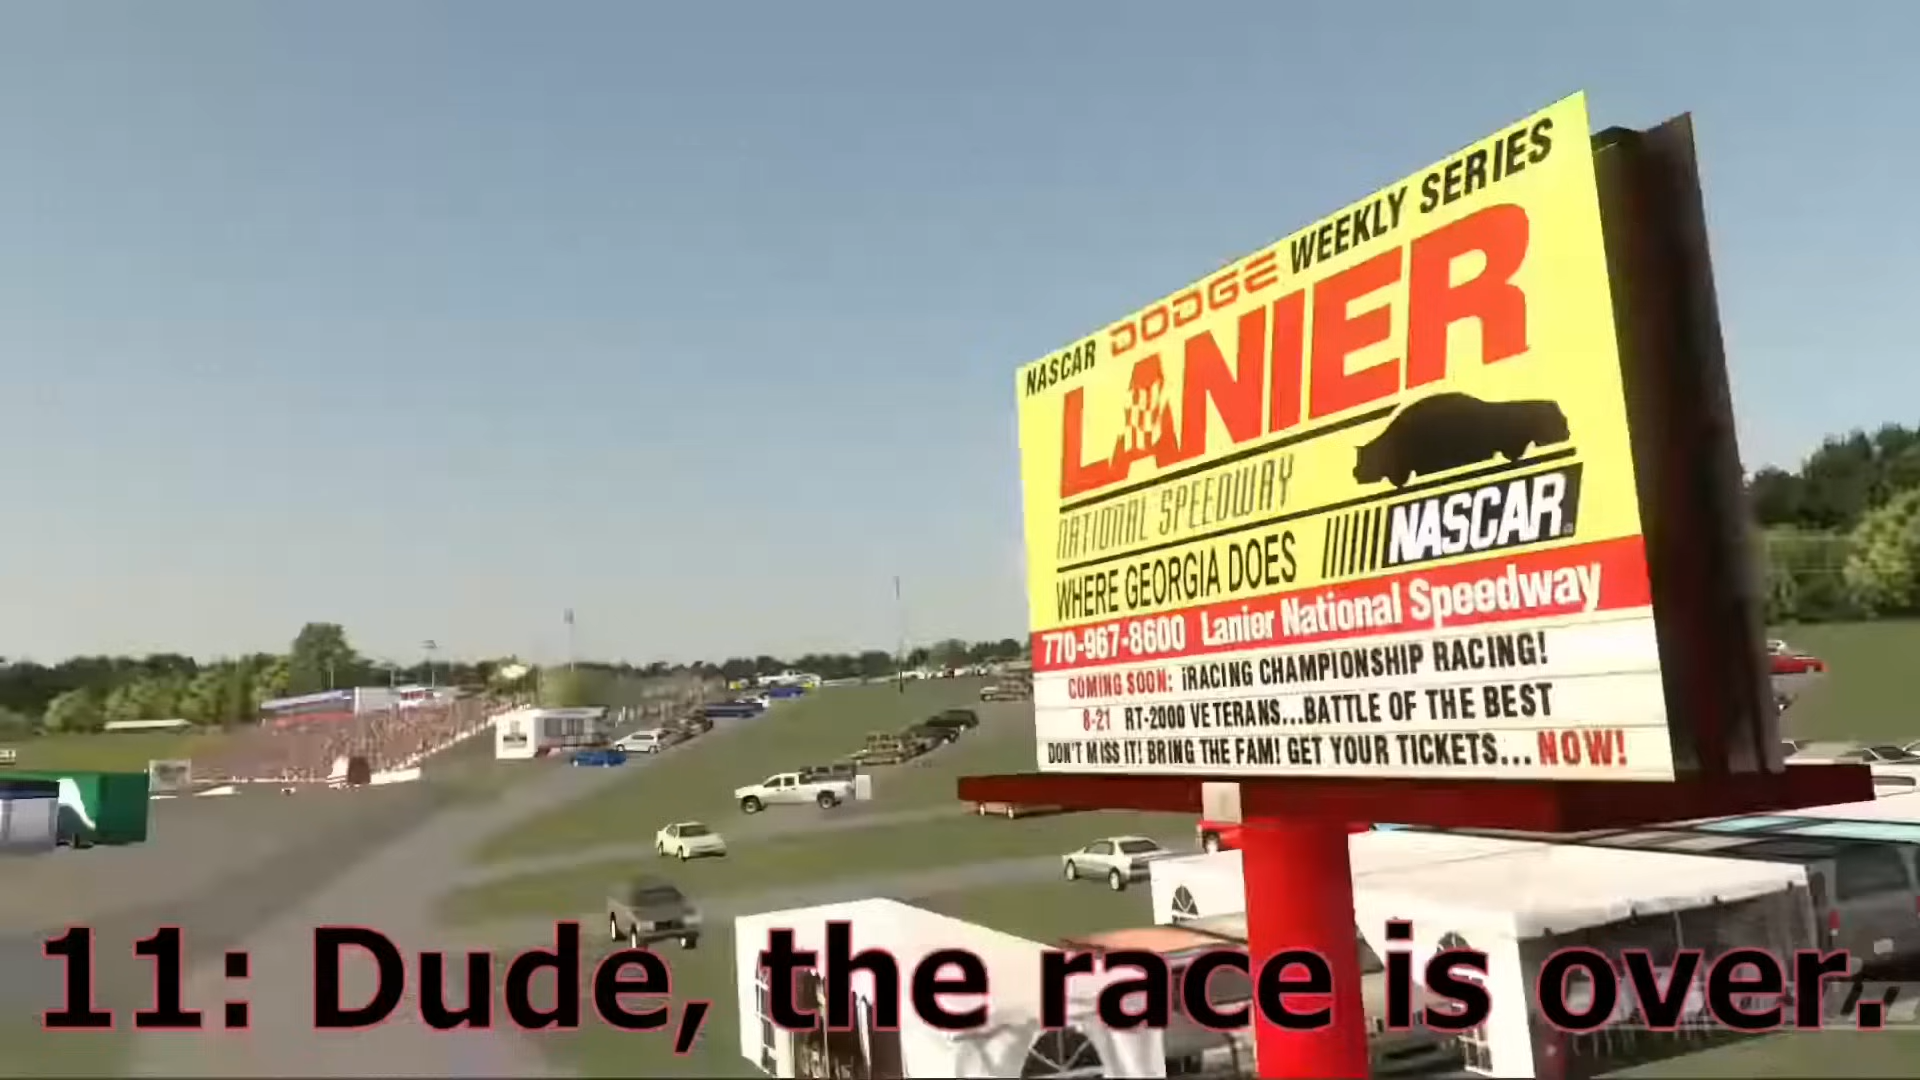 NASCAR DODGE WEEKLY SERIES
LANIER
NATIONAL SPEEDWAY
WHERE GEORGIA DOES
NASCAR
770-967-8600 Lanier National Speedway
COMING SOON: iRACING CHAMPIONSHIP RACING!
8-21 RT-2000 VETERANS...BATTLE OF THE BEST
DON'T MISS IT! BRING THE FAM! GET YOUR TICKETS... NOW!
11: Dude, the race is over.